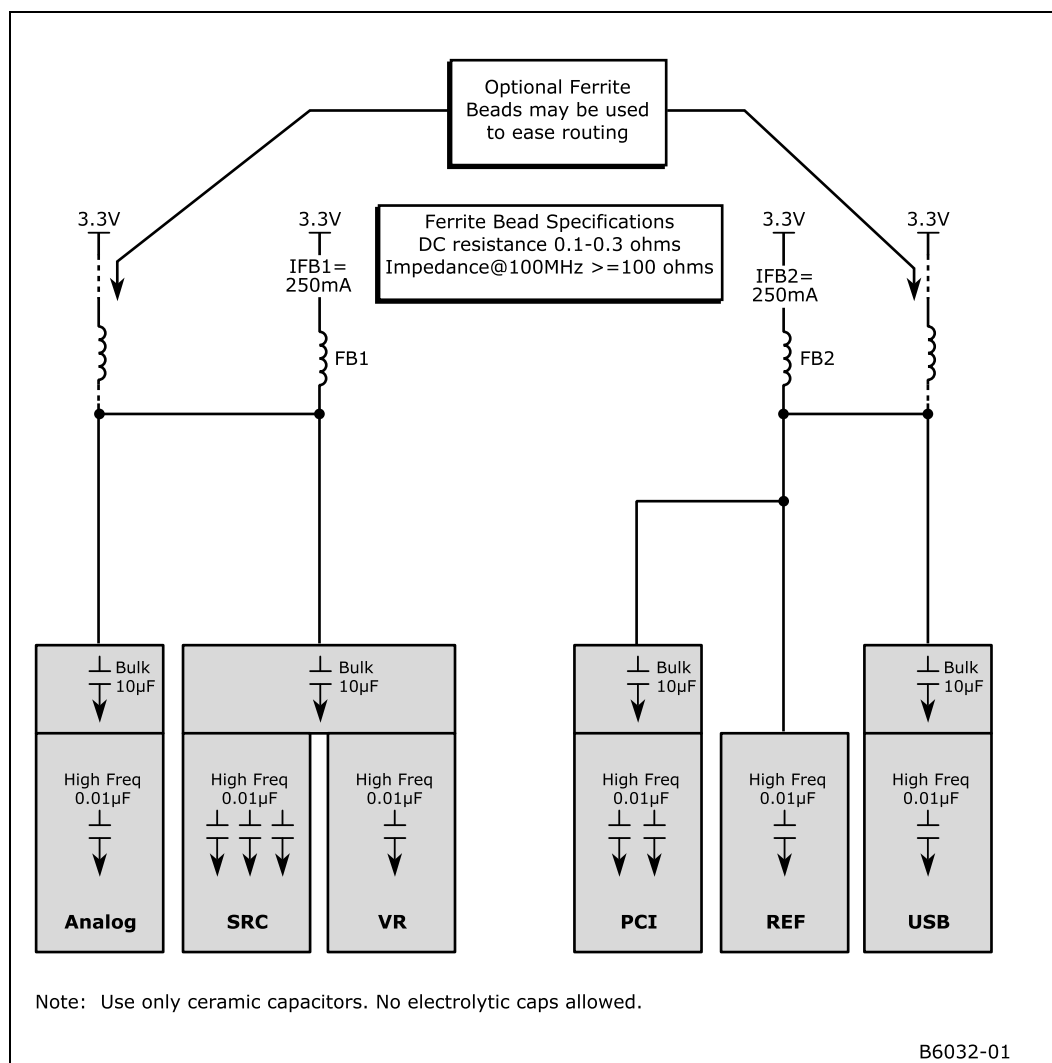 Optional Ferrite
Beads may be used
to ease routing
3.3V
3.3V
Ferrite Bead Specifications
DC resistance 0.1-0.3 ohms
Impedance@100MHz >=100 ohms
3.3V
3.3V
IFB1=
250mA
IFB2=
250mA
FB1
FB2
Bulk
10µF
Bulk
10µF
Bulk
10µF
Bulk
10µF
High Freq
0.01µF
High Freq
0.01µF
High Freq
0.01µF
High Freq
0.01µF
High Freq
0.01µF
High Freq
0.01µF
Analog
SRC
VR
PCI
REF
USB
Note: Use only ceramic capacitors. No electrolytic caps allowed.
B6032-01